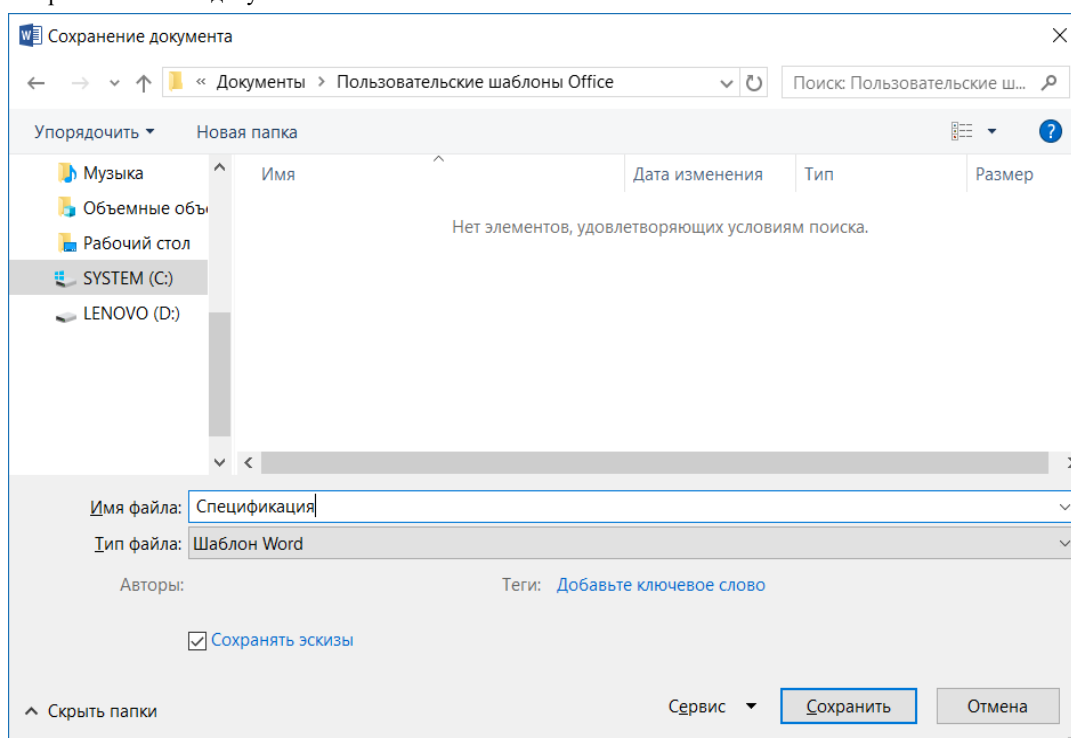 Сохранение документа
« Документы > Пользовательские шаблоны Office
Поиск: Пользовательские ш...
Упорядочить Новая папка
Музыка
Объемные объ
Рабочий стол
SYSTEM (C:)
LENOVO (D:)
Имя Дата изменения Тип Размер
Нет элементов, удовлетворяющих условиям поиска.
Имя файла: Спецификация
Тип файла: Шаблон Word
Авторы: Теги: Добавьте ключевое слово
Сохранять эскизы
Скрыть папки Сервис Сохранить Отмена